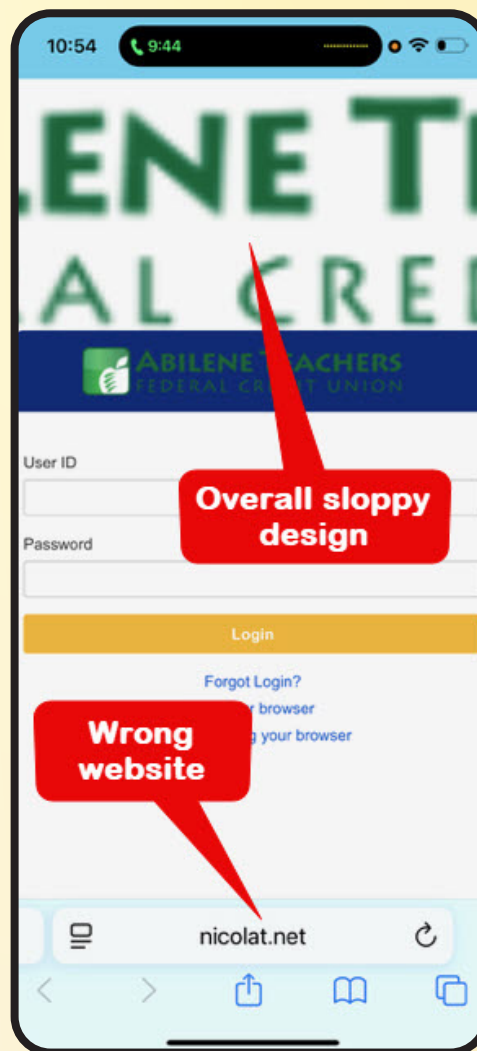 10:54 9:44
LENE T
AL CRE
ABILENE TEACHERS
FEDERAL CREDIT UNION
User ID
Overall sloppy
design
Password
Login
Forgot Login?
browser
Wrong
website
your browser
nicolat.net